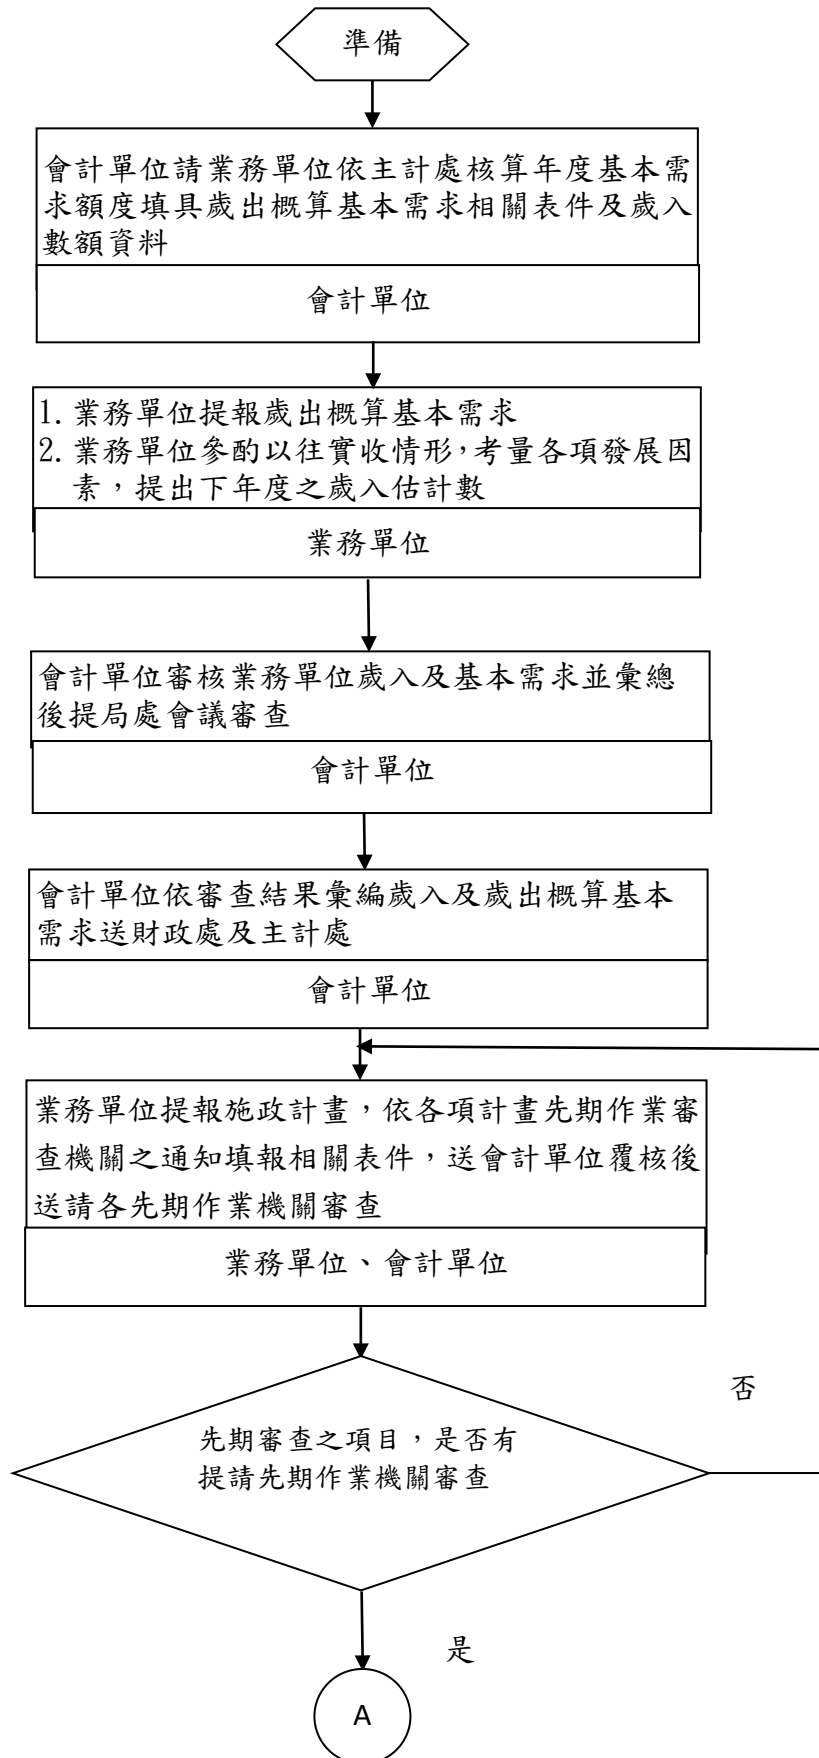 準備
會計單位請業務單位依主計處核算年度基本需
求額度填具歲出概算基本需求相關表件及歲入
數額資料
會計單位
1. 業務單位提報歲出概算基本需求
2. 業務單位參酌以往實收情形，考量各項發展因
素，提出下年度之歲入估計數
業務單位
會計單位審核業務單位歲入及基本需求並彙總
後提局處會議審查
會計單位
會計單位依審查結果彙編歲入及歲出概算基本
需求送財政處及主計處
會計單位
業務單位提報施政計畫，依各項計畫先期作業審
查機關之通知填報相關表件，送會計單位覆核後
送請各先期作業機關審查
業務單位、會計單位
否
先期審查之項目，是否有
提請先期作業機關審查
是
A